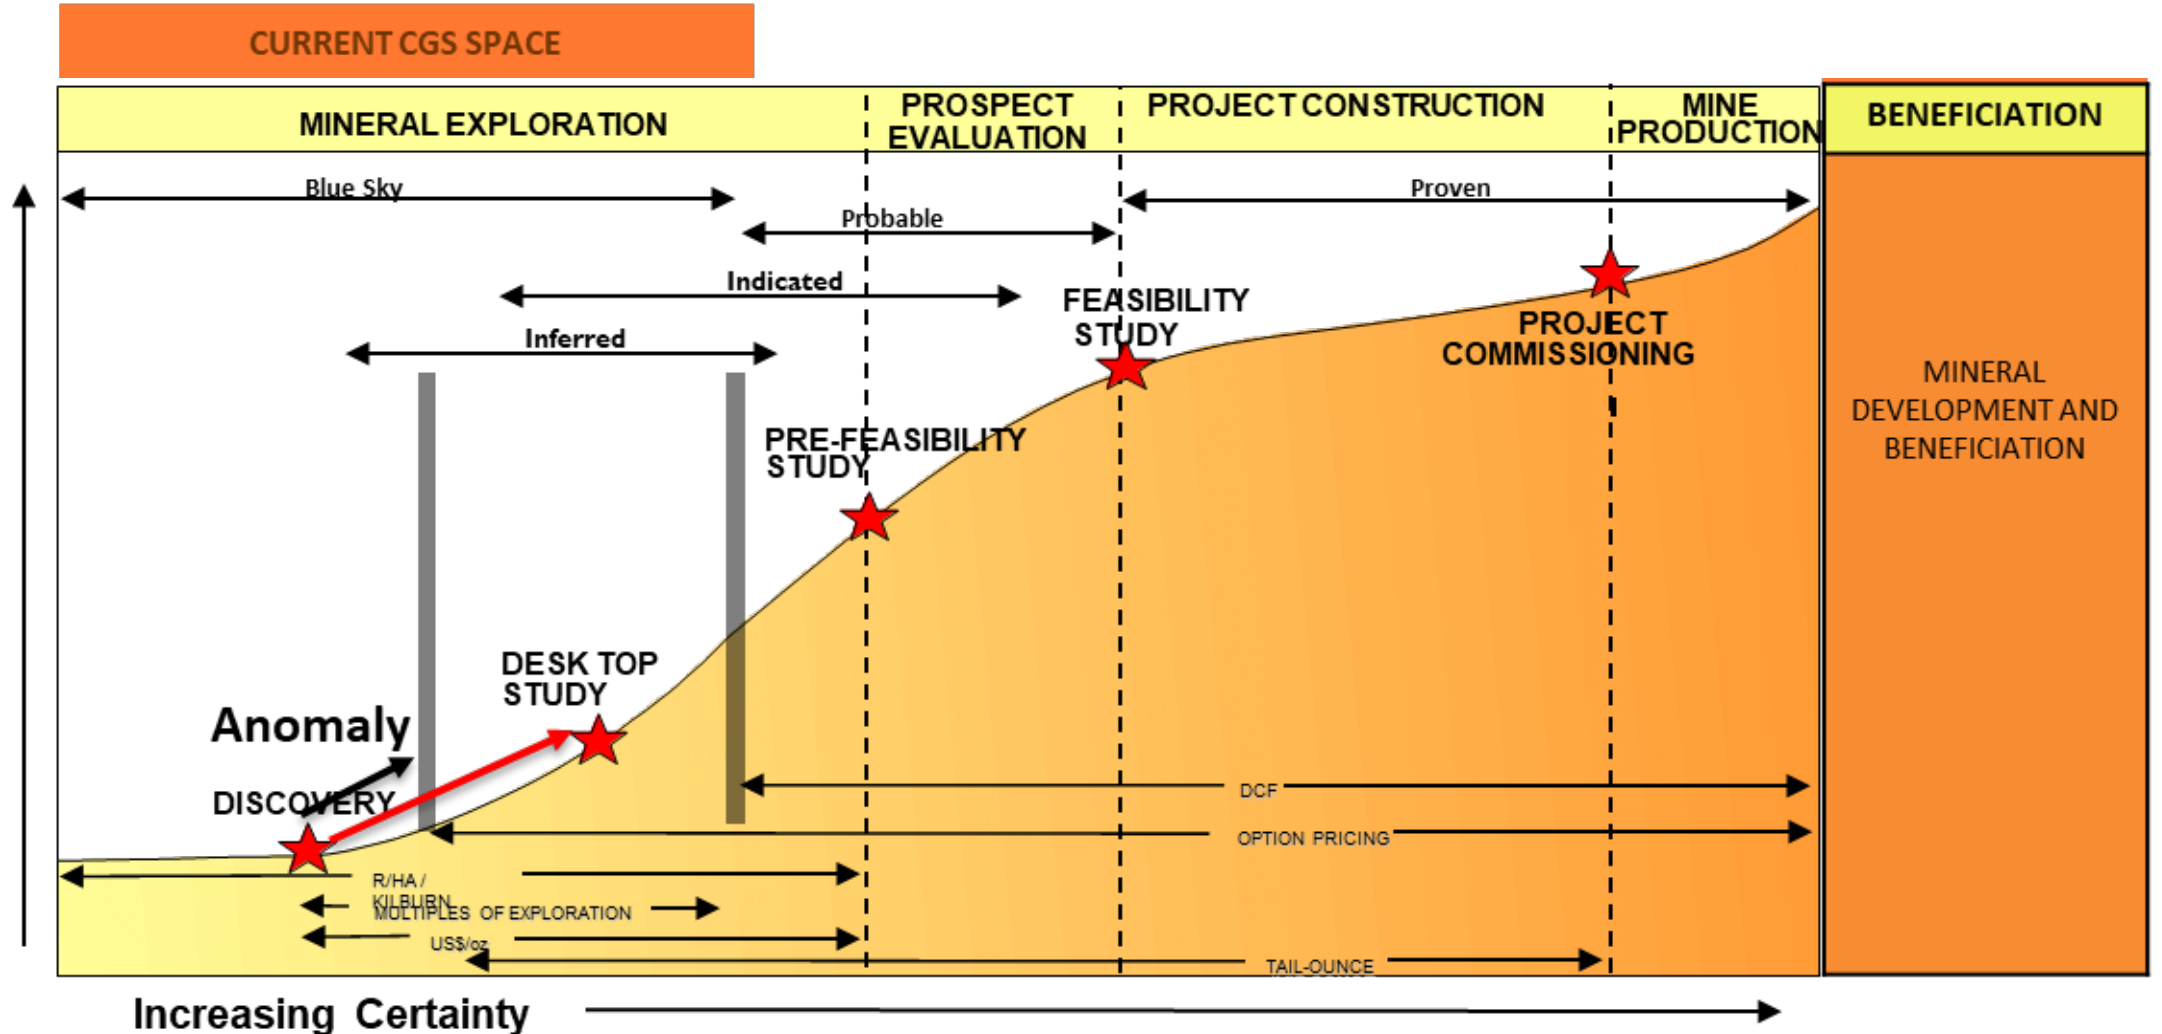 CURRENT CGS SPACE
MINERAL EXPLORATION
PROSPECT
EVALUATION
PROJECT CONSTRUCTION
MINE
PRODUCTION
BENEFICIATION
Blue Sky
Probable
Proven
Indicated
Inferred
FEASIBILITY
STUDY
PROJECT
COMMISSIONING
PRE-FEASIBILITY
STUDY
MINERAL
DEVELOPMENT AND
BENEFICIATION
DESK TOP
STUDY
Anomaly
DISCOVERY
DCF
OPTION PRICING
R/HA /
KILBURN
MULTIPLES OF EXPLORATION
US$/oz
TAIL-OUNCE
Increasing Certainty